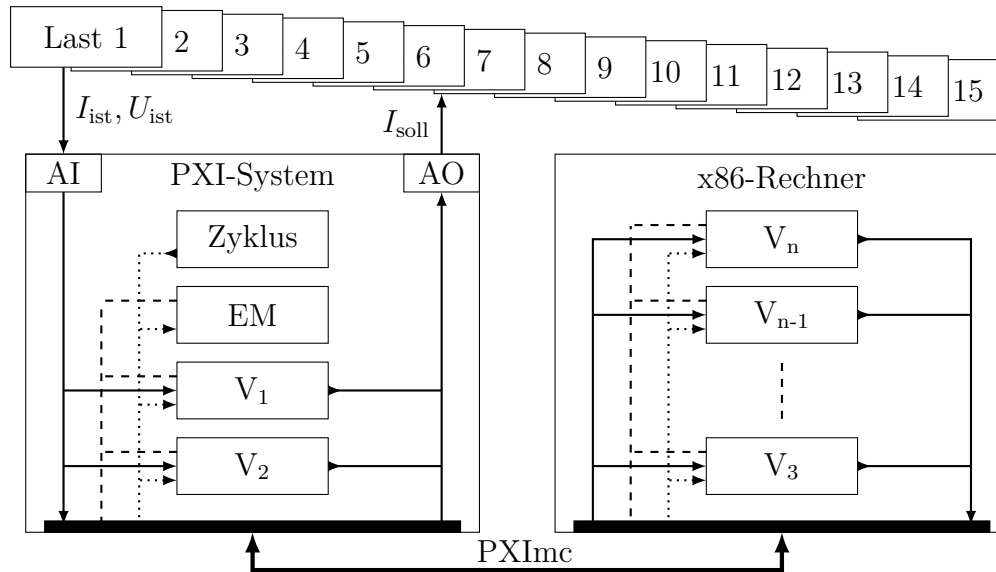 Last 1 2 3 4 5 6 7 8 9 10 11 12 13 14 15
I_ist, U_ist
I_soll
AI PXI-System AO
x86-Rechner
Zyklus
EM
V_1
V_2
V_n
V_n-1
V_3
PXImc